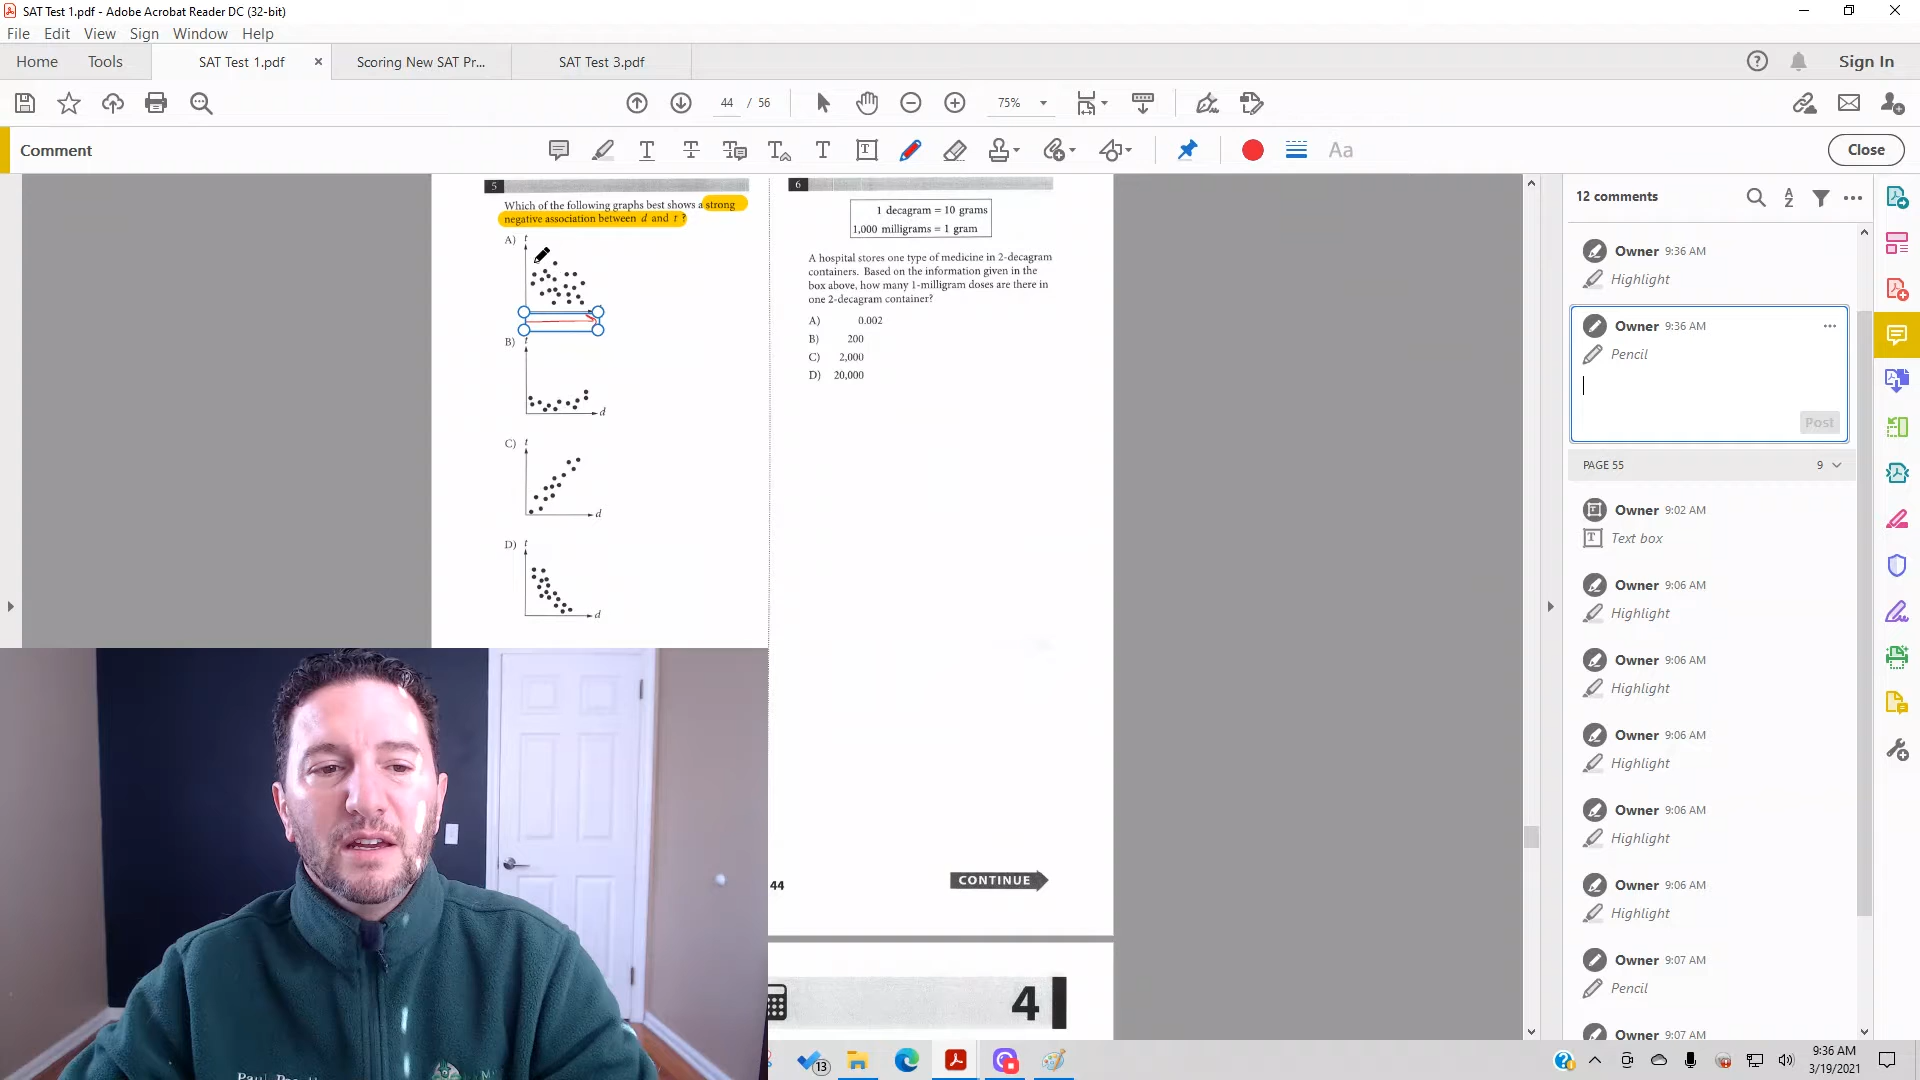 SAT Test 1.pdf - Adobe Acrobat Reader DC (32-bit)
File Edit View Sign Window Help
Home Tools SAT Test 1.pdf × Scoring New SAT Pr... SAT Test 3.pdf Sign In
44 / 56 75%
Comment Close
5
Which of the following graphs best shows a strong
negative association between d and t ?
A) t
B) t
d
C) t
d
D) t
d
6
1 decagram = 10 grams
1,000 milligrams = 1 gram
A hospital stores one type of medicine in 2-decagram
containers. Based on the information given in the
box above, how many 1-milligram doses are there in
one 2-decagram container?
A) 0.002
B) 200
C) 2,000
D) 20,000
44
CONTINUE
4
12 comments
Owner 9:36 AM
Highlight
Owner 9:36 AM
Pencil
Post
PAGE 55 9
Owner 9:02 AM
Text box
Owner 9:06 AM
Highlight
Owner 9:06 AM
Highlight
Owner 9:06 AM
Highlight
Owner 9:06 AM
Highlight
Owner 9:06 AM
Highlight
Owner 9:07 AM
Pencil
Owner 9:07 AM
13
9:36 AM
3/19/2021